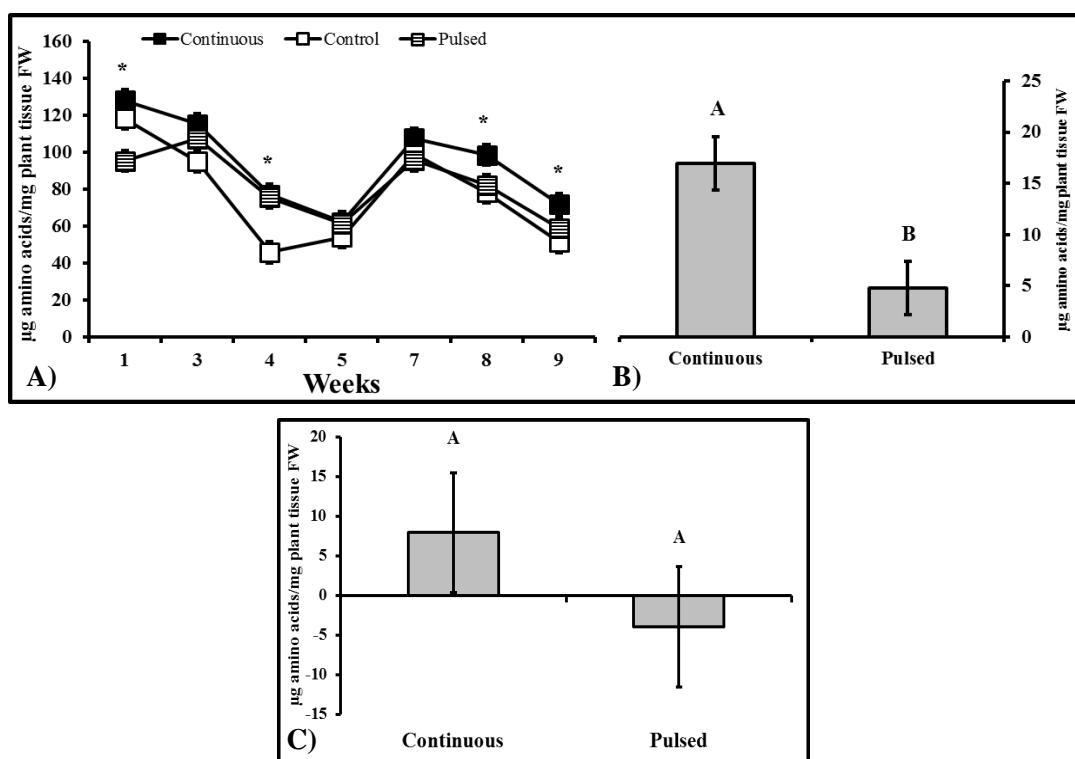 Continuous Control Pulsed
µg amino acids/mg plant tissue FW
160
140
120
100
80
60
40
20
0
*
*
*
*
1 3 4 5 7 8 9
Weeks
A)
A
B
25
20
15
10
5
0
µg amino acids/mg plant tissue FW
Continuous Pulsed
B)
µg amino acids/mg plant tissue FW
20
15
10
5
0
-5
-10
-15
A
A
Continuous Pulsed
C)